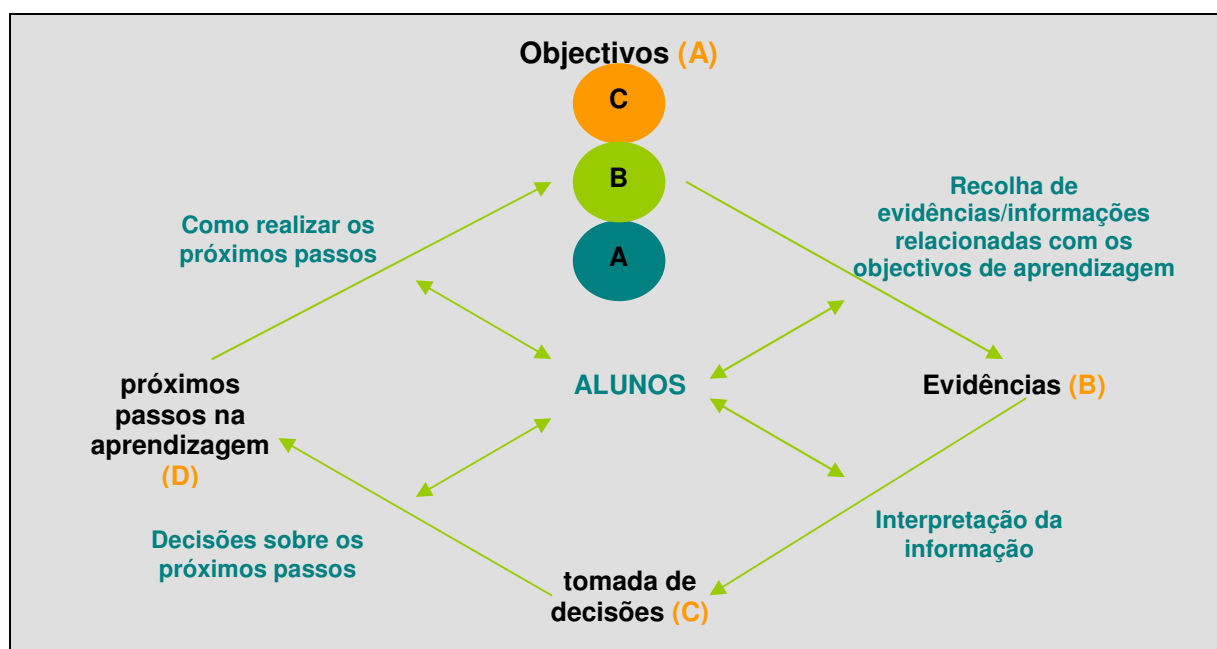 Objectivos (A)
C
B
A
Recolha de
evidências/informações
relacionadas com os
objectivos de aprendizagem
Como realizar os
próximos passos
ALUNOS
Evidências (B)
próximos
passos na
aprendizagem
(D)
Interpretação da
informação
Decisões sobre os
próximos passos
tomada de
decisões (C)